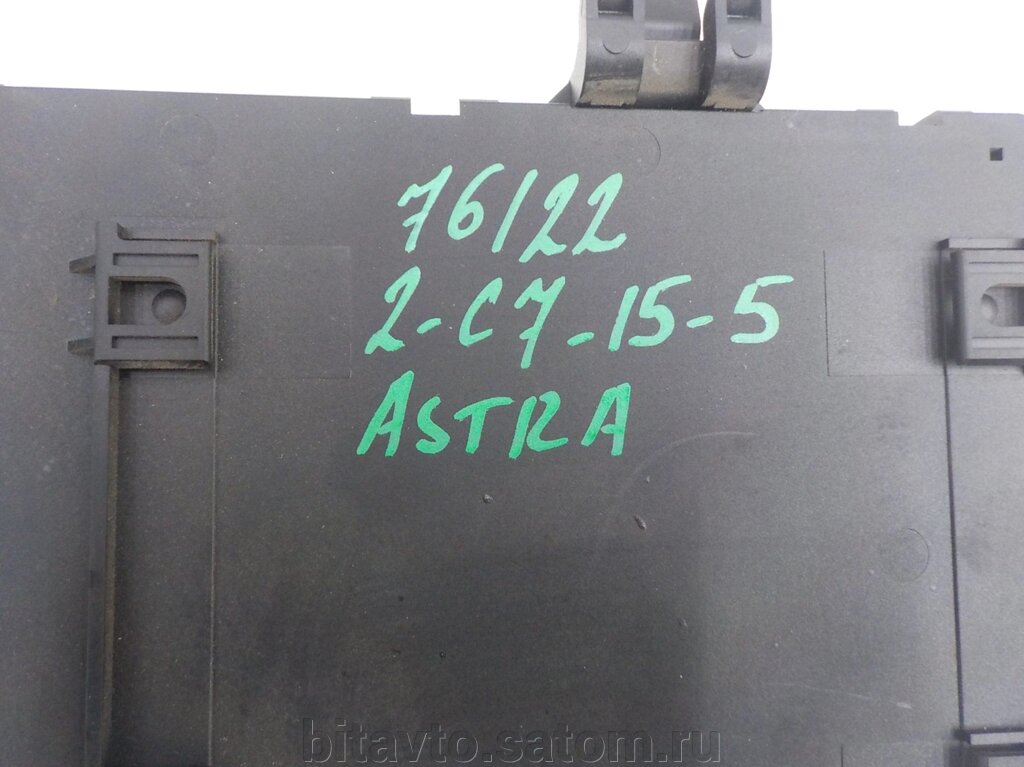 76/22
2-C7-15-5
ASTRA
bitavto.satom.ru